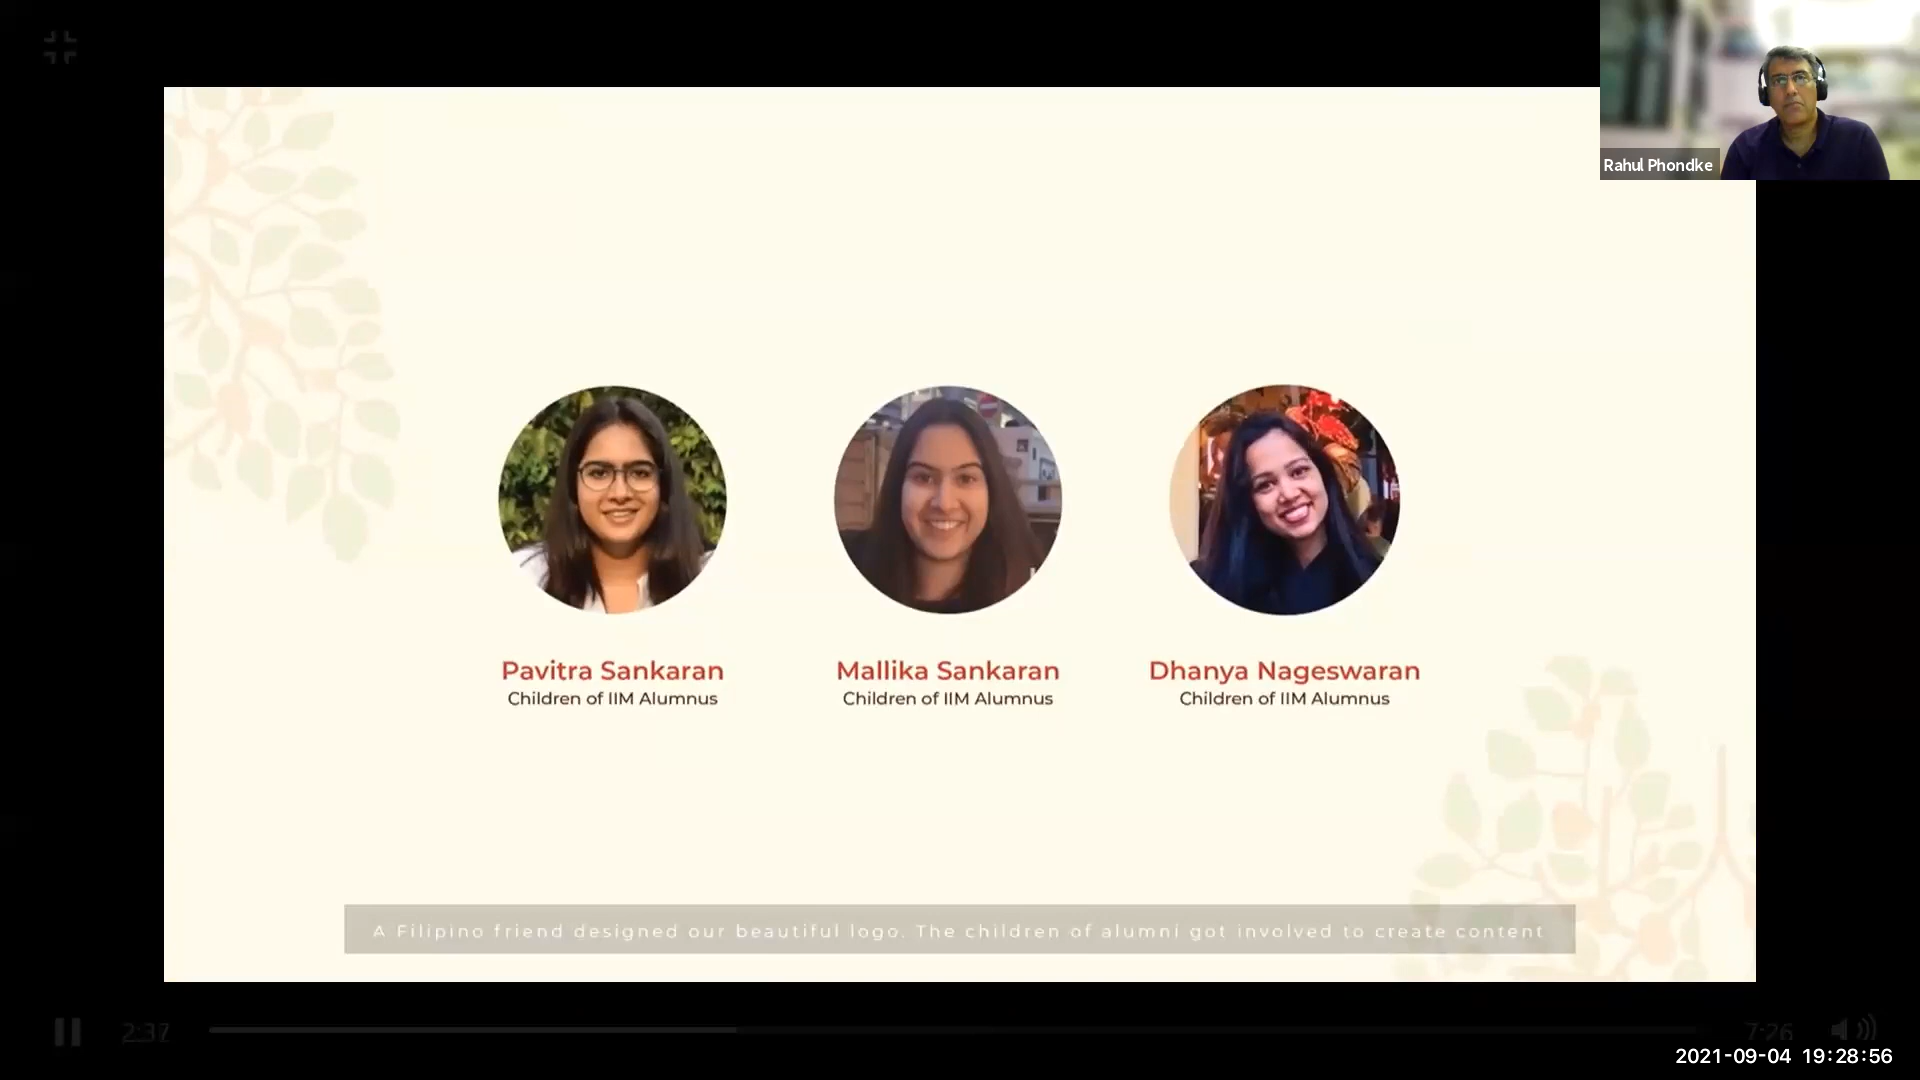 Rahul Phondke
Pavitra Sankaran
Children of IIM Alumnus
Mallika Sankaran
Children of IIM Alumnus
Dhanya Nageswaran
Children of IIM Alumnus
A Filipino friend designed our beautiful logo. The children of alumni got involved to create content
2:37
7:26
2021-09-04 19:28:56